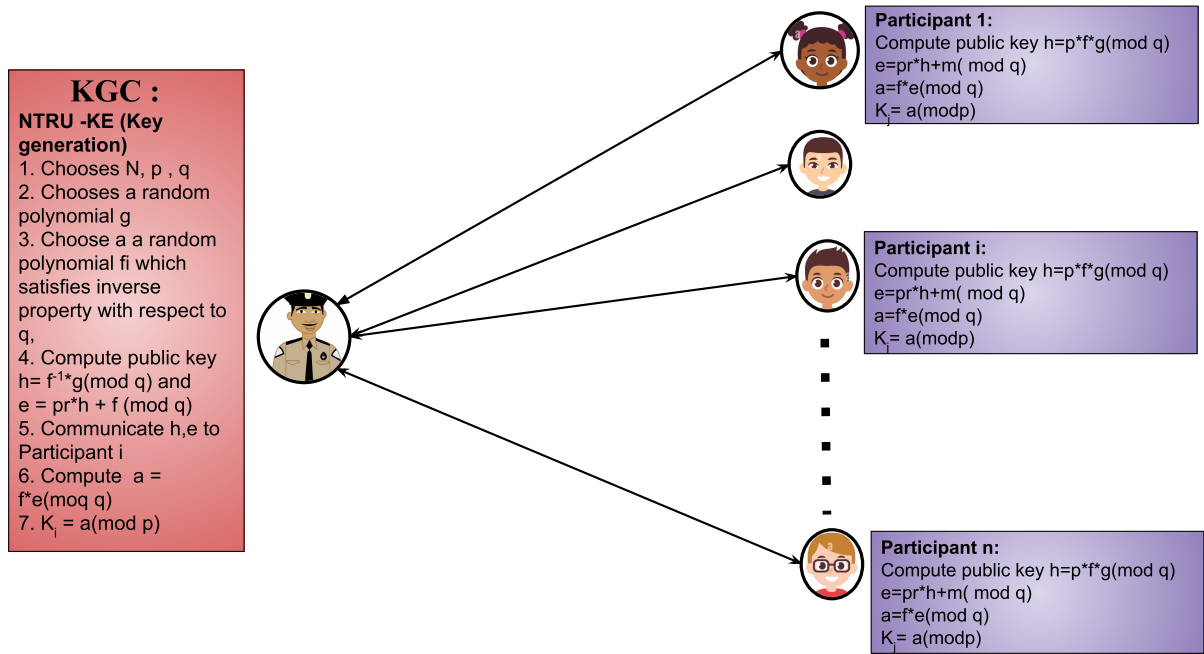 KGC :
NTRU -KE (Key
generation)
1. Chooses N, p , q
2. Chooses a random
polynomial g
3. Choose a a random
polynomial fi which
satisfies inverse
property with respect to
q,
4. Compute public key
h= f⁻¹*g(mod q) and
e = pr*h + f (mod q)
5. Communicate h,e to
Participant i
6. Compute a =
f*e(moq q)
7. Kᵢ = a(mod p)
Participant 1:
Compute public key h=p*f*g(mod q)
e=pr*h+m( mod q)
a=f*e(mod q)
Kⱼ= a(modp)
Participant i:
Compute public key h=p*f*g(mod q)
e=pr*h+m( mod q)
a=f*e(mod q)
Kⱼ= a(modp)
Participant n:
Compute public key h=p*f*g(mod q)
e=pr*h+m( mod q)
a=f*e(mod q)
Kⱼ= a(modp)